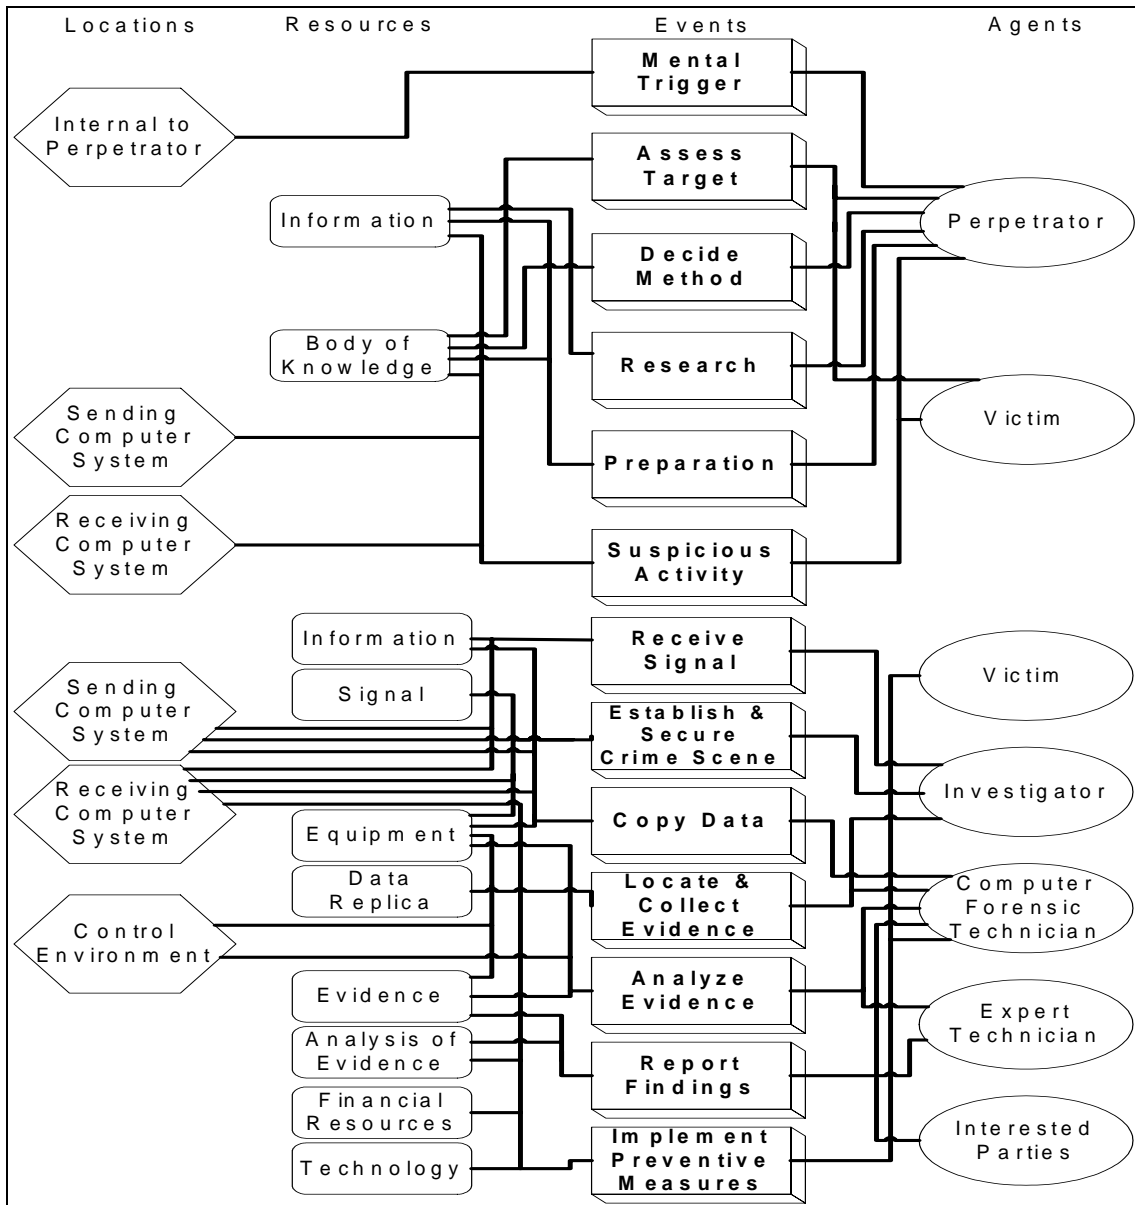 Locations
Resources
Events
Agents
Mental
Trigger
Internal to
Perpetrator
Assess
Target
Information
Perpetrator
Decide
Method
Body of
Knowledge
Research
Sending
Computer
System
Victim
Preparation
Receiving
Computer
System
Suspicious
Activity
Information
Receive
Signal
Sending
Computer
System
Signal
Victim
Establish &
Secure
Crime Scene
Receiving
Computer
System
Investigator
Equipment
Copy Data
Data
Replica
Locate &
Collect
Evidence
Computer
Forensic
Technician
Control
Environment
Evidence
Analyze
Evidence
Expert
Technician
Analysis of
Evidence
Report
Findings
Financial
Resources
Interested
Parties
Technology
Implement
Preventive
Measures